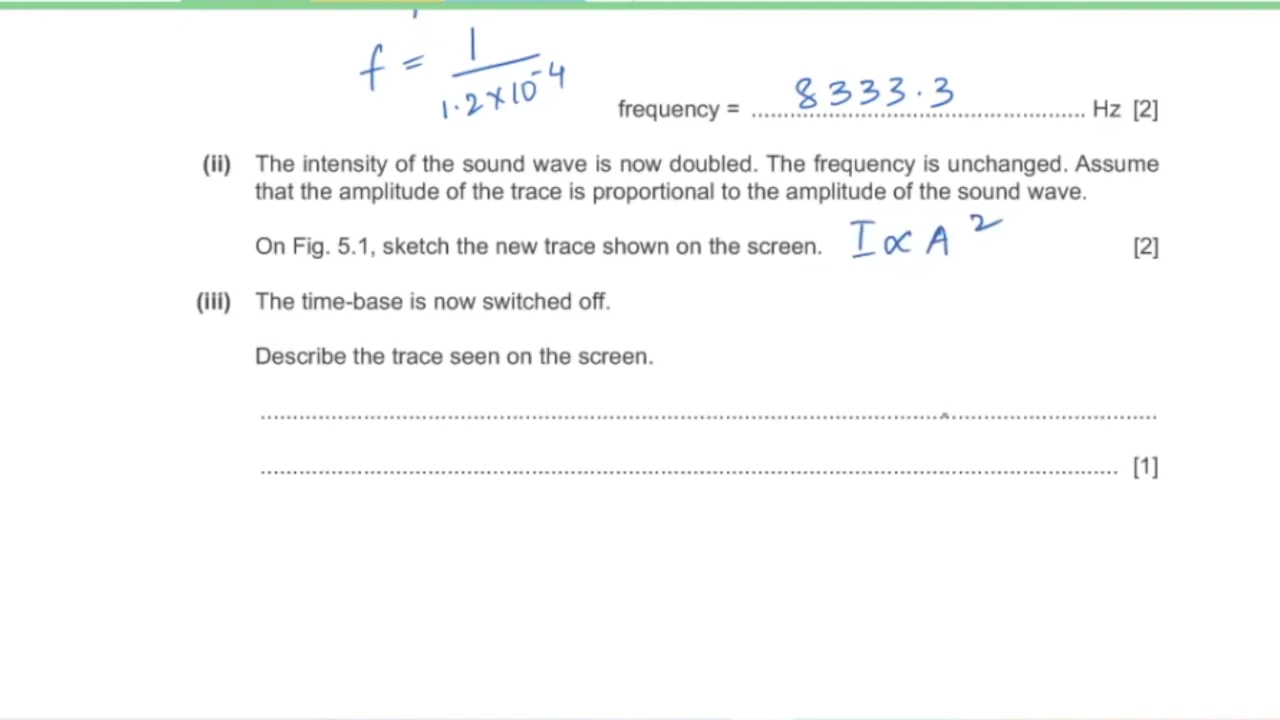 f = 1 / 1.2×10^-4
frequency = ........ 8333.3 ........ Hz [2]
(ii) The intensity of the sound wave is now doubled. The frequency is unchanged. Assume
that the amplitude of the trace is proportional to the amplitude of the sound wave.
On Fig. 5.1, sketch the new trace shown on the screen. I ∝ A² [2]
(iii) The time-base is now switched off.
Describe the trace seen on the screen.
[1]